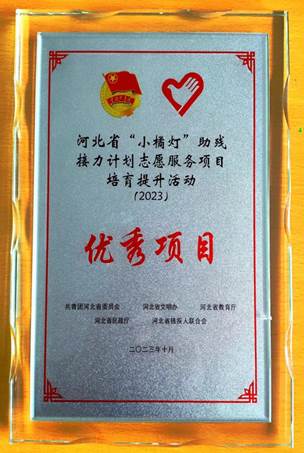 河北省“小橘灯”助残
接力计划志愿服务项目
培育提升活动
(2023)
优秀项目
共青团河北省委员会 河北省文明办 河北省教育厅
河北省民政厅 河北省残疾人联合会
二〇二三年十月